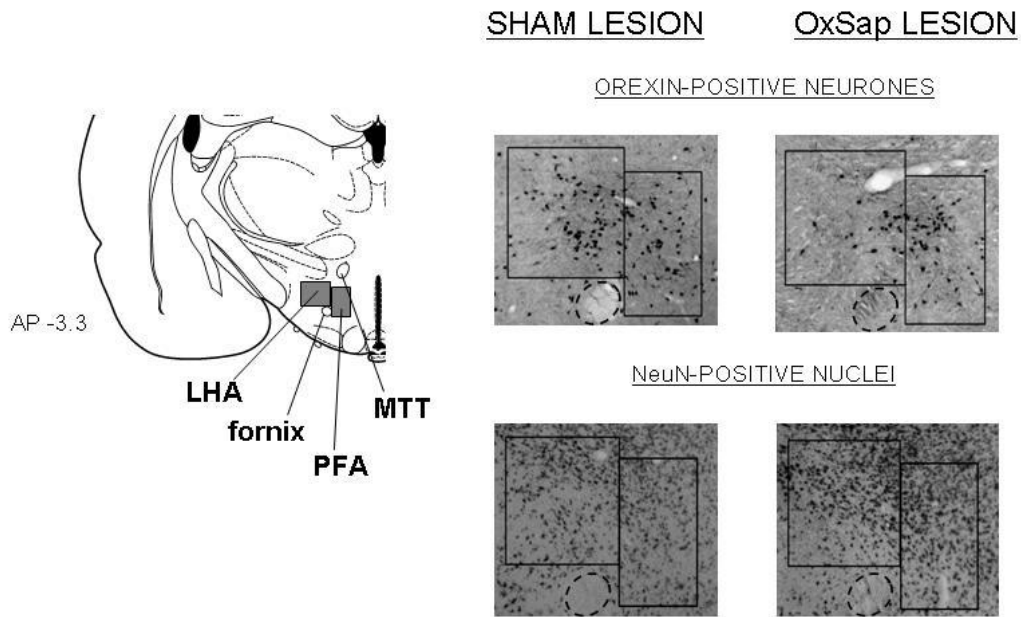 SHAM LESION
OxSap LESION
OREXIN-POSITIVE NEURONES
AP -3.3
LHA
fornix
MTT
PFA
NeuN-POSITIVE NUCLEI